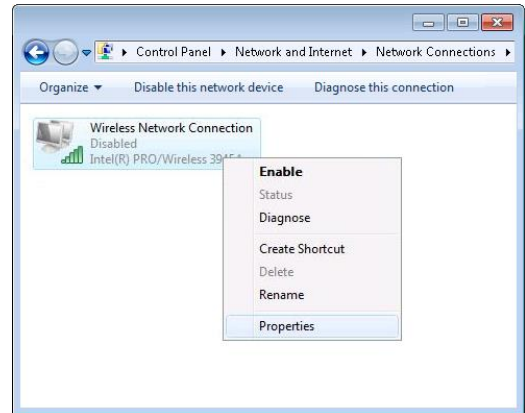 Control Panel ▸ Network and Internet ▸ Network Connections ▸
Organize ▾ Disable this network device Diagnose this connection
Wireless Network Connection
Disabled
Intel(R) PRO/Wireless
Enable
Status
Diagnose
Create Shortcut
Delete
Rename
Properties